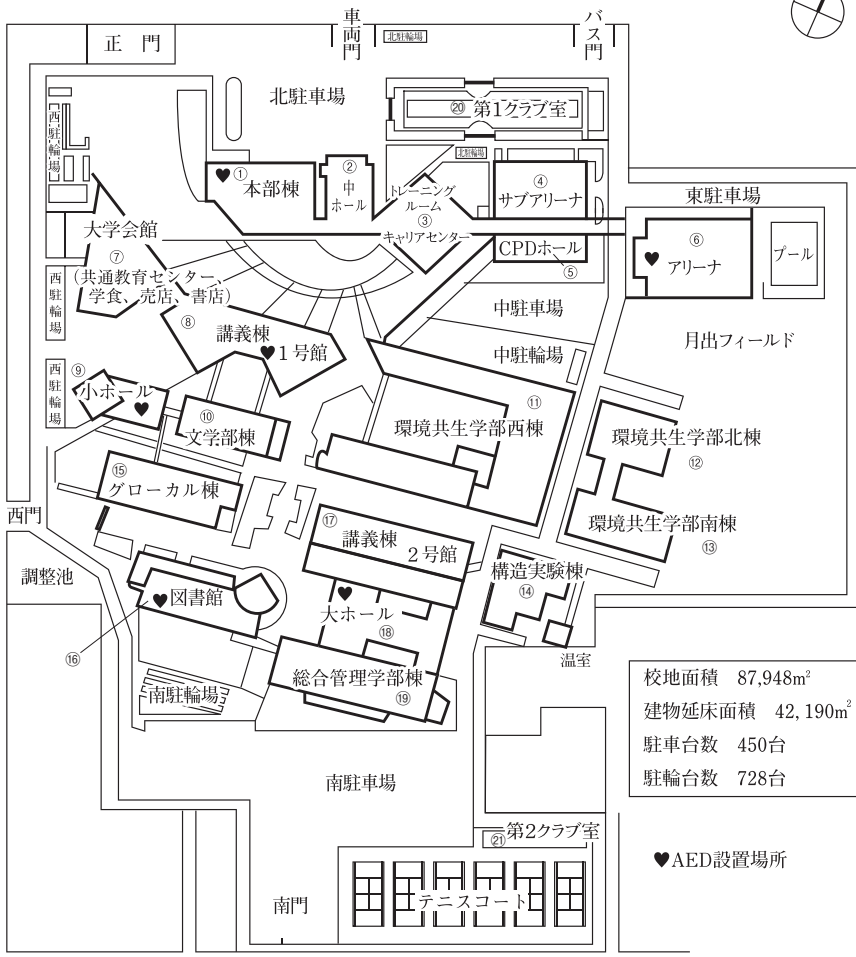 正　門
車両門
北駐輪場
バス門
北駐車場
⑳ 第1クラブ室
西駐輪場
北駐輪場
① 本部棟
②
中
ホール
トレーニング
ルーム
③
キャリアセンター
④
サブアリーナ
東駐車場
CPDホール
⑤
⑥
アリーナ
プール
大学会館
⑦
（共通教育センター、
学食、売店、書店）
西駐輪場
⑧
講義棟
1号館
中駐車場
中駐輪場
月出フィールド
西駐輪場
⑨
小ホール
⑩
文学部棟
⑪
環境共生学部西棟
環境共生学部北棟
⑫
⑮
グローカル棟
西門
⑰
講義棟
2号館
環境共生学部南棟
⑬
調整池
構造実験棟
⑭
図書館
⑯
大ホール
⑱
温室
総合管理学部棟
⑲
南駐輪場
校地面積　87,948m²
建物延床面積　42,190m²
駐車台数　450台
駐輪台数　728台
南駐車場
第2クラブ室
㉑
♥AED設置場所
テニスコート
南門